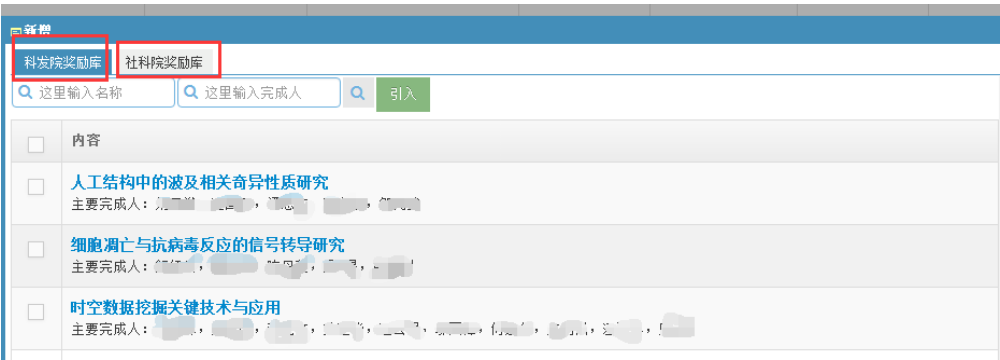 新增
科发院奖励库 社科院奖励库
这里输入名称 这里输入完成人 引入
内容
人工结构中的波及相关奇异性质研究
主要完成人：
细胞凋亡与抗病毒反应的信号转导研究
主要完成人：
时空数据挖掘关键技术与应用
主要完成人：